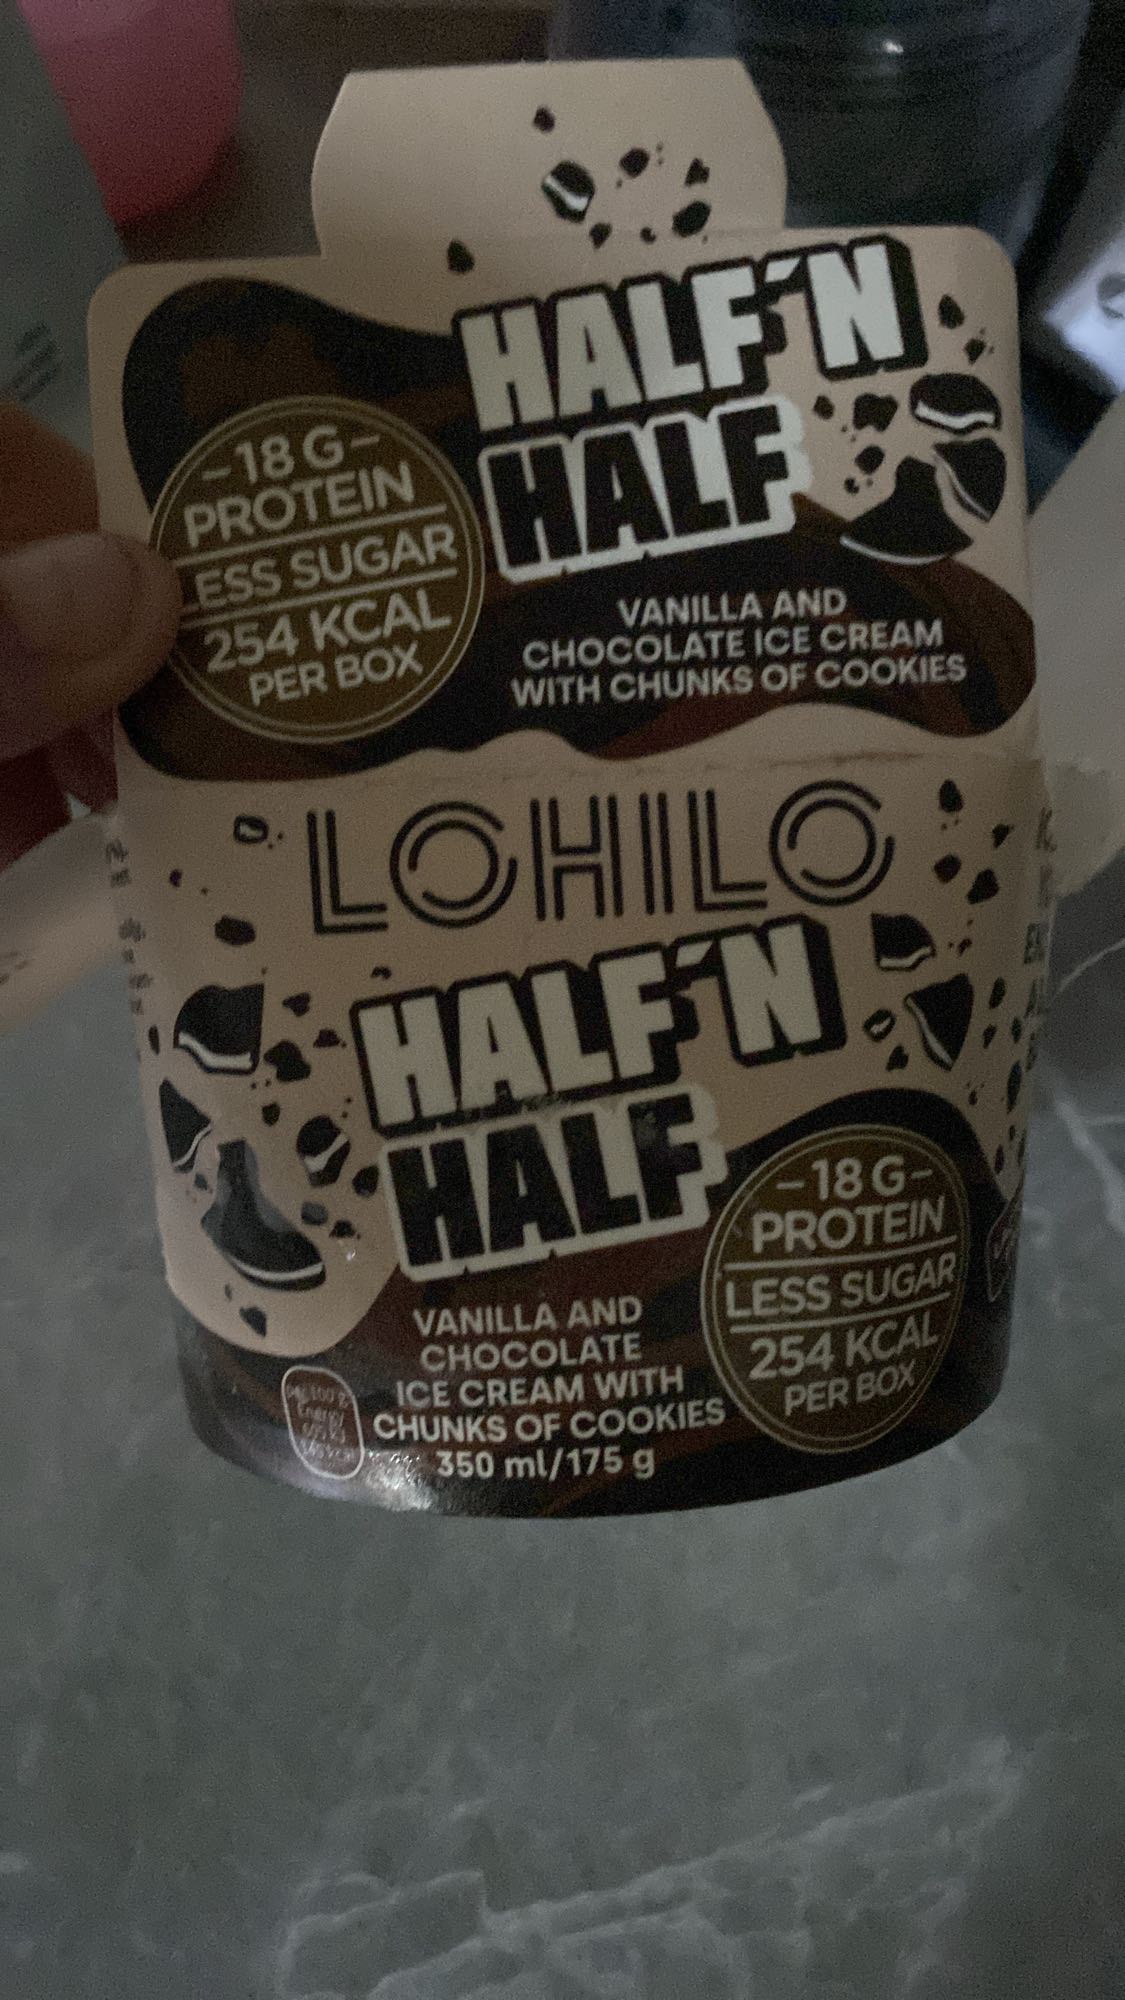 HALF´N
HALF
-18 G-
PROTEIN
ESS SUGAR
254 KCAL
PER BOX
VANILLA AND
CHOCOLATE ICE CREAM
WITH CHUNKS OF COOKIES
LOHILO
HALF´N
HALF
-18 G-
PROTEIN
LESS SUGAR
254 KCAL
PER BOX
VANILLA AND
CHOCOLATE
ICE CREAM WITH
CHUNKS OF COOKIES
350 ml/175 g
Energy